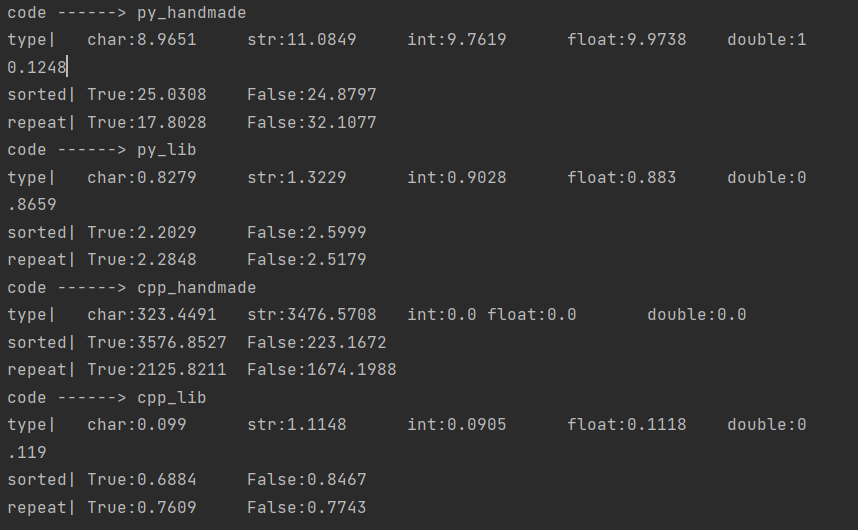 code ------> py_handmade
type|   char:8.9651     str:11.0849     int:9.7619      float:9.9738    double:1
0.1248
sorted| True:25.0308    False:24.8797
repeat| True:17.8028    False:32.1077
code ------> py_lib
type|   char:0.8279     str:1.3229      int:0.9028      float:0.883     double:0
.8659
sorted| True:2.2029     False:2.5999
repeat| True:2.2848     False:2.5179
code ------> cpp_handmade
type|   char:323.4491   str:3476.5708   int:0.0 float:0.0       double:0.0
sorted| True:3576.8527  False:223.1672
repeat| True:2125.8211  False:1674.1988
code ------> cpp_lib
type|   char:0.099      str:1.1148      int:0.0905      float:0.1118    double:0
.119
sorted| True:0.6884     False:0.8467
repeat| True:0.7609     False:0.7743